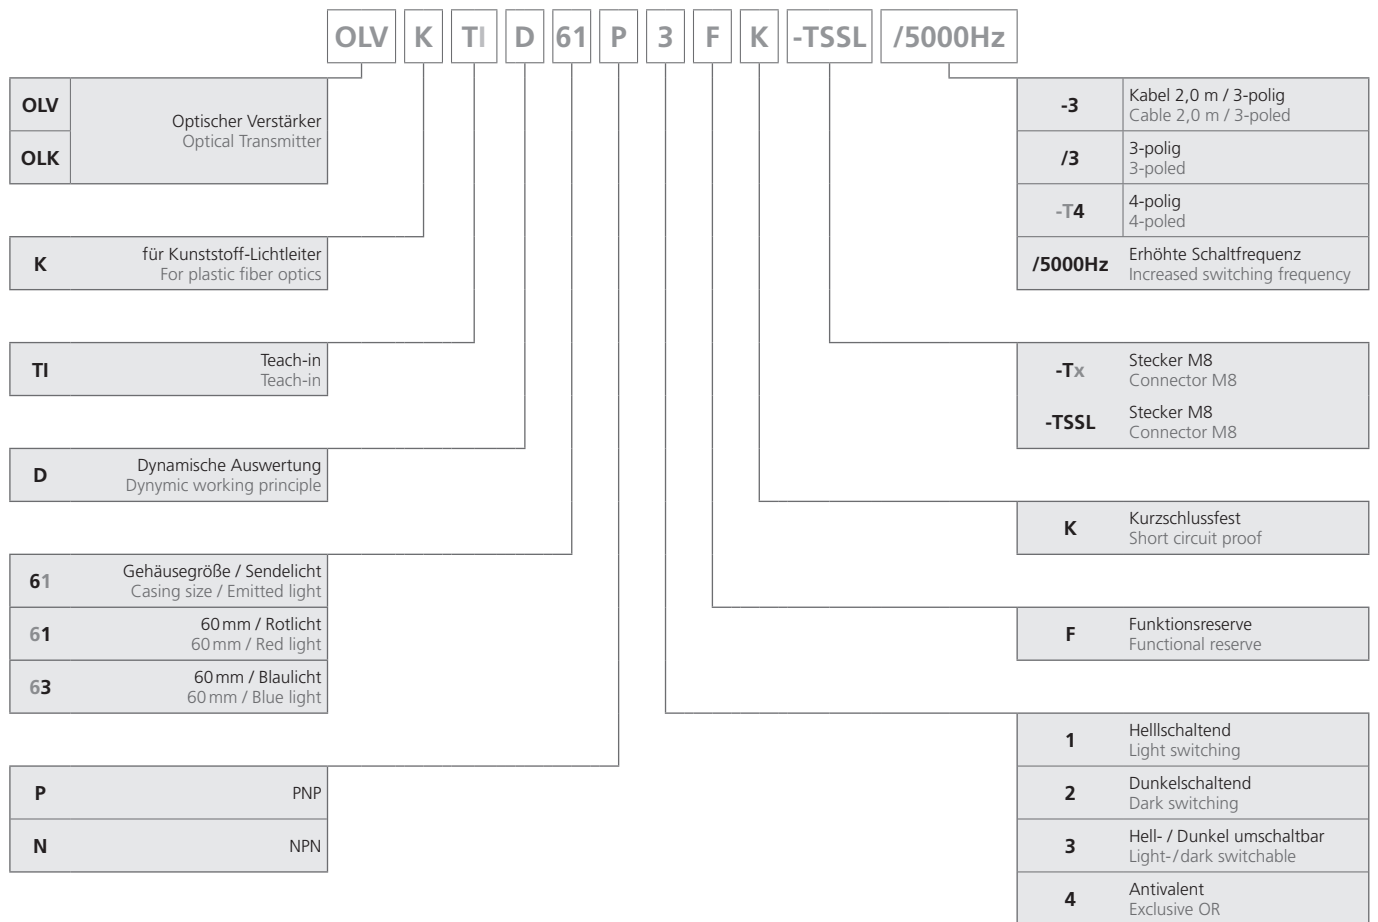 OLV K TI D 61 P 3 F K -TSSL /5000Hz
OLV
OLK
Optischer Verstärker
Optical Transmitter
K
für Kunststoff-Lichtleiter
For plastic fiber optics
TI
Teach-in
Teach-in
D
Dynamische Auswertung
Dynymic working principle
61
Gehäusegröße / Sendelicht
Casing size / Emitted light
61
60 mm / Rotlicht
60 mm / Red light
63
60 mm / Blaulicht
60 mm / Blue light
P
PNP
N
NPN
-3
Kabel 2,0 m / 3-polig
Cable 2,0 m / 3-poled
/3
3-polig
3-poled
-T4
4-polig
4-poled
/5000Hz
Erhöhte Schaltfrequenz
Increased switching frequency
-Tx
Stecker M8
Connector M8
-TSSL
Stecker M8
Connector M8
K
Kurzschlussfest
Short circuit proof
F
Funktionsreserve
Functional reserve
1
Helllschaltend
Light switching
2
Dunkelschaltend
Dark switching
3
Hell- / Dunkel umschaltbar
Light-/dark switchable
4
Antivalent
Exclusive OR